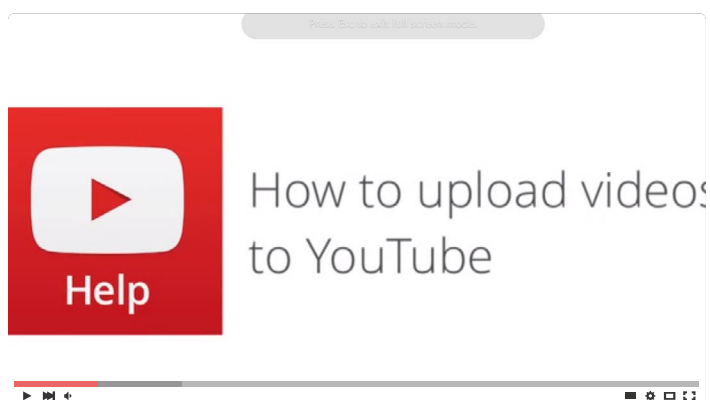 Press Esc to exit full screen mode.
How to upload videos
to YouTube
Help